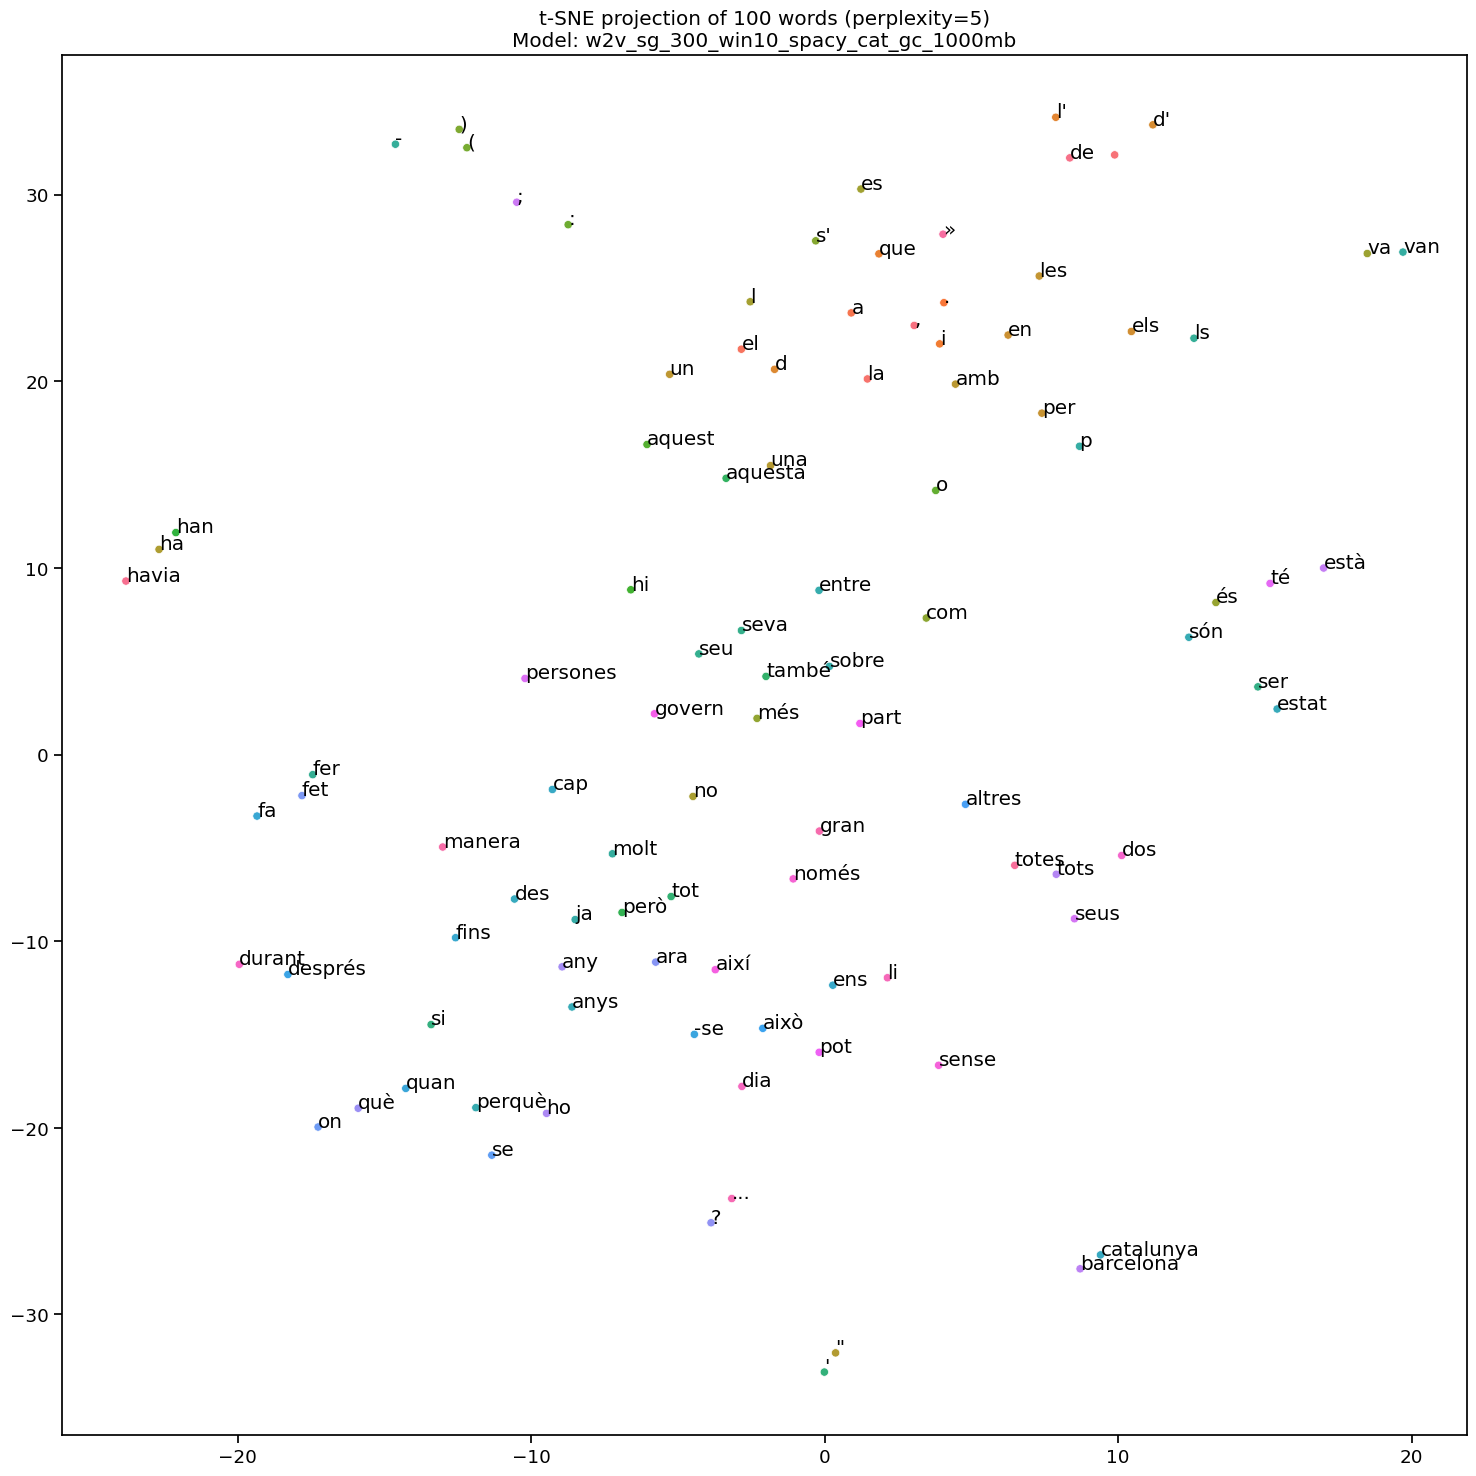 t-SNE projection of 100 words (perplexity=5)
Model: w2v_sg_300_win10_spacy_cat_gc_1000mb
l'
d'
)
-
(
de
es
;
:
s'
»
que
va
van
les
l
.
a
,
en
els
ls
i
el
d
un
la
amb
per
aquest
p
una
aquesta
o
han
ha
havia
està
té
hi
entre
és
com
seva
són
seu
sobre
també
persones
ser
govern
més
estat
part
fer
fet
cap
no
altres
fa
gran
manera
molt
dos
totes
tots
només
tot
des
però
ja
seus
fins
durant
després
any
ara
així
li
ens
anys
si
-se
això
pot
sense
dia
quan
què
perquè
ho
on
se
...
?
catalunya
barcelona
"
'
30
20
10
0
−10
−20
−30
−20
−10
0
10
20